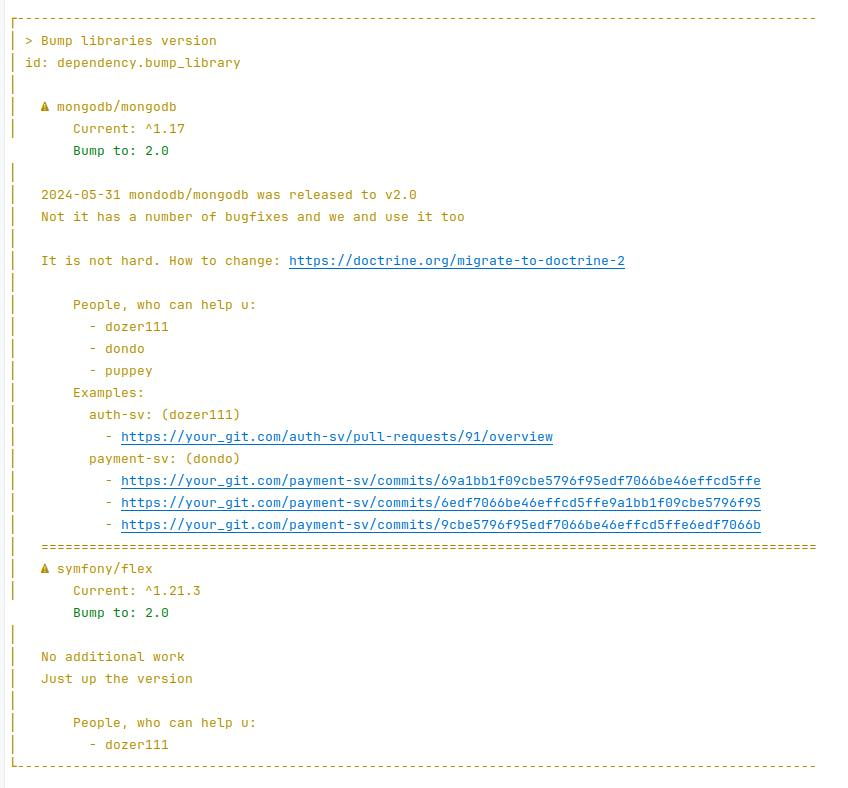 > Bump libraries version
id: dependency.bump_library
⚠ mongodb/mongodb
Current: ^1.17
Bump to: 2.0
2024-05-31 mondodb/mongodb was released to v2.0
Not it has a number of bugfixes and we and use it too
It is not hard. How to change: https://doctrine.org/migrate-to-doctrine-2
People, who can help u:
- dozer111
- dondo
- puppey
Examples:
auth-sv: (dozer111)
- https://your_git.com/auth-sv/pull-requests/91/overview
payment-sv: (dondo)
- https://your_git.com/payment-sv/commits/69a1bb1f09cbe5796f95edf7066be46effcd5ffe
- https://your_git.com/payment-sv/commits/6edf7066be46effcd5ffe9a1bb1f09cbe5796f95
- https://your_git.com/payment-sv/commits/9cbe5796f95edf7066be46effcd5ffe6edf7066b
=================================================================================================
⚠ symfony/flex
Current: ^1.21.3
Bump to: 2.0
No additional work
Just up the version
People, who can help u:
- dozer111